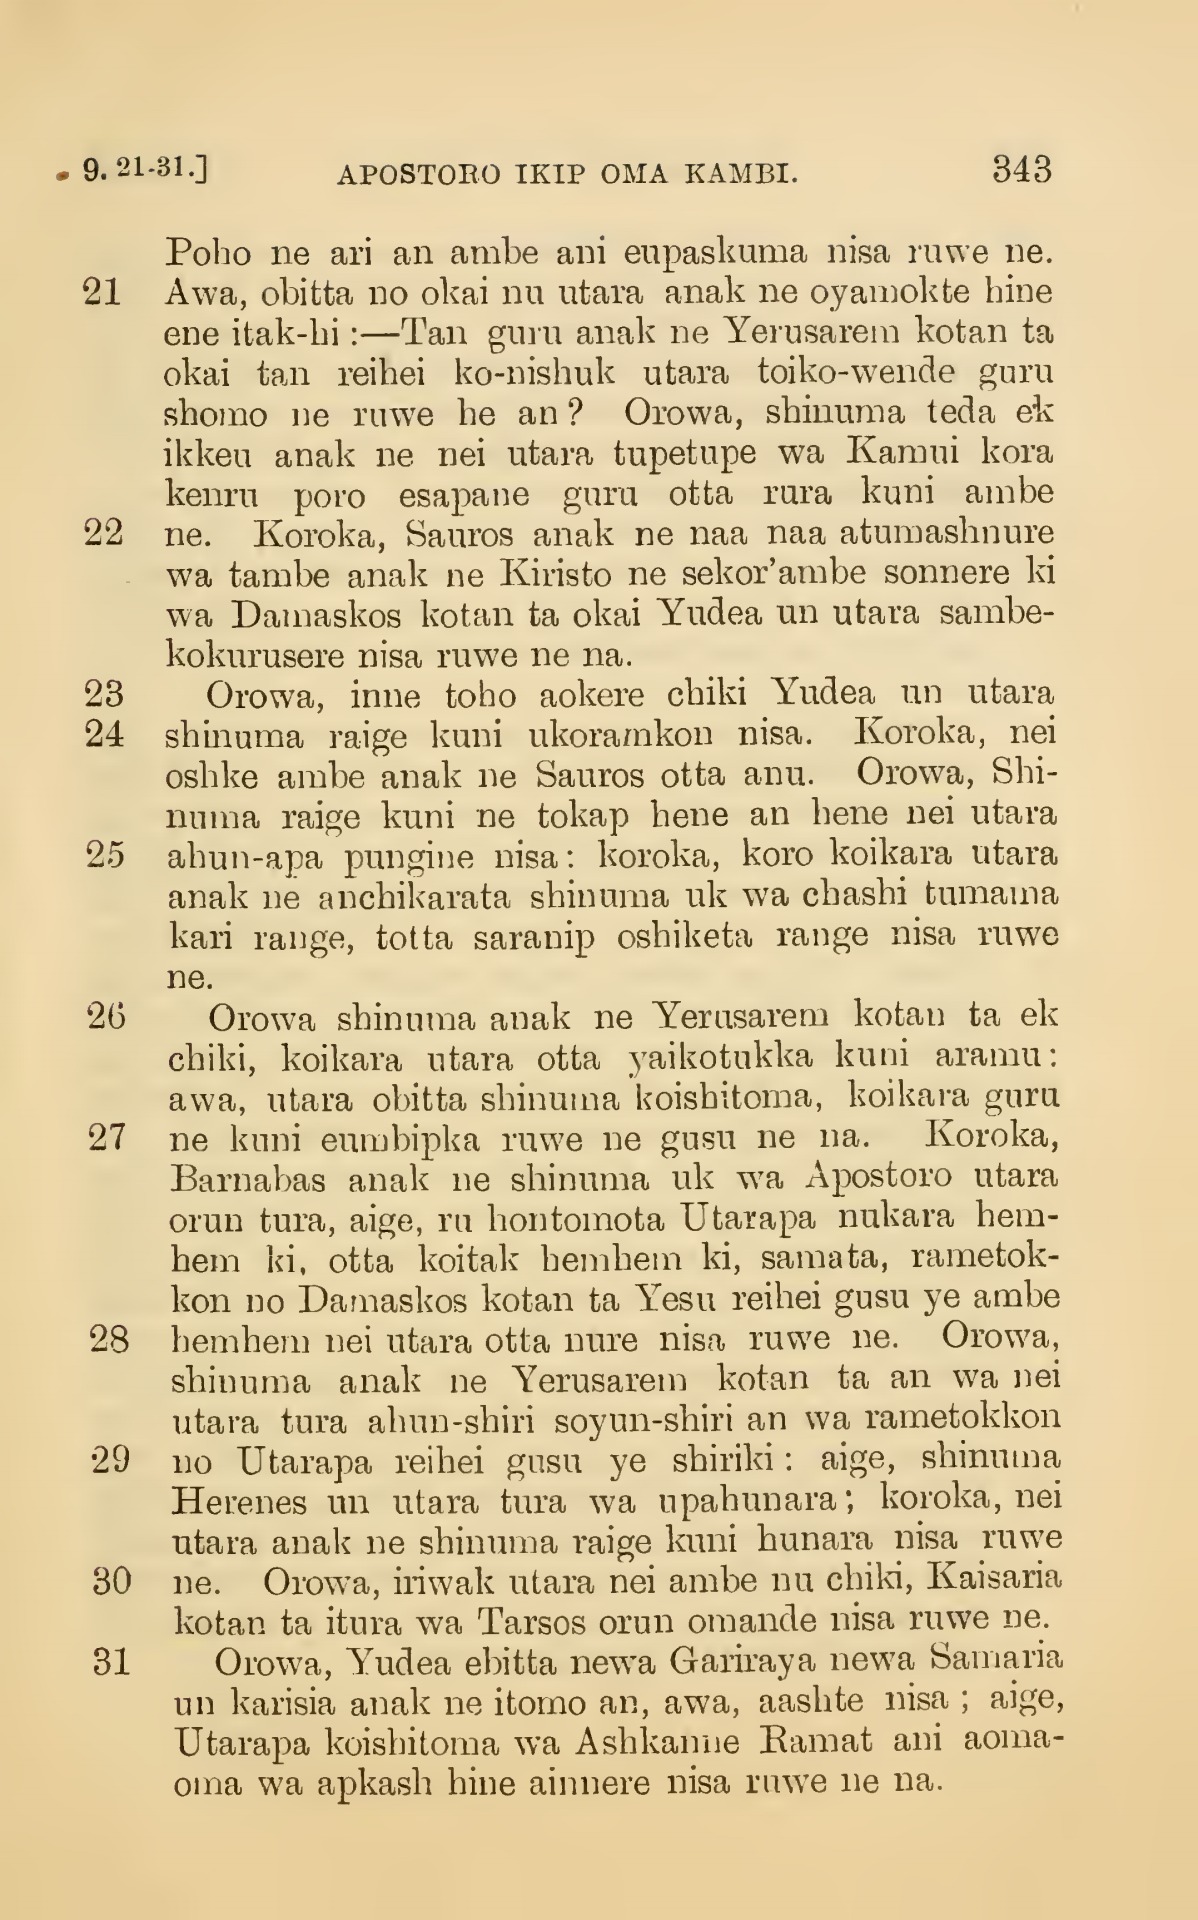 9. 21-31.] APOSTORO IKIP OMA KAMBI. 343
Poho ne ari an ambe ani eupaskuma nisa ruwe ne.
21 Awa, obitta no okai nu utara anak ne oyamokte hine
ene itak-hi :—Tan guru anak ne Yerusarem kotan ta
okai tan reihei ko-nishuk utara toiko-wende guru
shomo ne ruwe he an? Orowa, shinuma teda ek
ikkeu anak ne nei utara tupetupe wa Kamui kora
kenru poro esapane guru otta rura kuni ambe
22 ne. Koroka, Sauros anak ne naa naa atumashnure
wa tambe anak ne Kiristo ne sekor'ambe sonnere ki
wa Damaskos kotan ta okai Yudea un utara sambe-
kokurusere nisa ruwe ne na.
23 Orowa, inne toho aokere chiki Yudea un utara
24 shinuma raige kuni ukoramkon nisa. Koroka, nei
oshke ambe anak ne Sauros otta anu. Orowa, Shi-
numa raige kuni ne tokap hene an hene nei utara
25 ahun-apa pungine nisa: koroka, koro koikara utara
anak ne anchikarata shinuma uk wa chashi tumama
kari range, totta saranip oshiketa range nisa ruwe
ne.
26 Orowa shinuma anak ne Yerusarem kotan ta ek
chiki, koikara utara otta yaikotukka kuni aramu:
awa, utara obitta shinuma koishitoma, koikara guru
27 ne kuni eumbipka ruwe ne gusu ne na. Koroka,
Barnabas anak ne shinuma uk wa Apostoro utara
orun tura, aige, ru hontomota Utarapa nukara hem-
hem ki, otta koitak hemhem ki, samata, rametok-
kon no Damaskos kotan ta Yesu reihei gusu ye ambe
28 hemhem nei utara otta nure nisa ruwe ne. Orowa,
shinuma anak ne Yerusarem kotan ta an wa nei
utara tura ahun-shiri soyun-shiri an wa rametokkon
29 no Utarapa reihei gusu ye shiriki: aige, shinuma
Herenes un utara tura wa upahunara; koroka, nei
utara anak ne shinuma raige kuni hunara nisa ruwe
30 ne. Orowa, iriwak utara nei ambe nu chiki, Kaisaria
kotan ta itura wa Tarsos orun omande nisa ruwe ne.
31 Orowa, Yudea ebitta newa Gariraya newa Samaria
un karisia anak ne itomo an, awa, aashte nisa; aige,
Utarapa koishitoma wa Ashkanne Ramat ani aoma-
oma wa apkash hine ainnere nisa ruwe ne na.